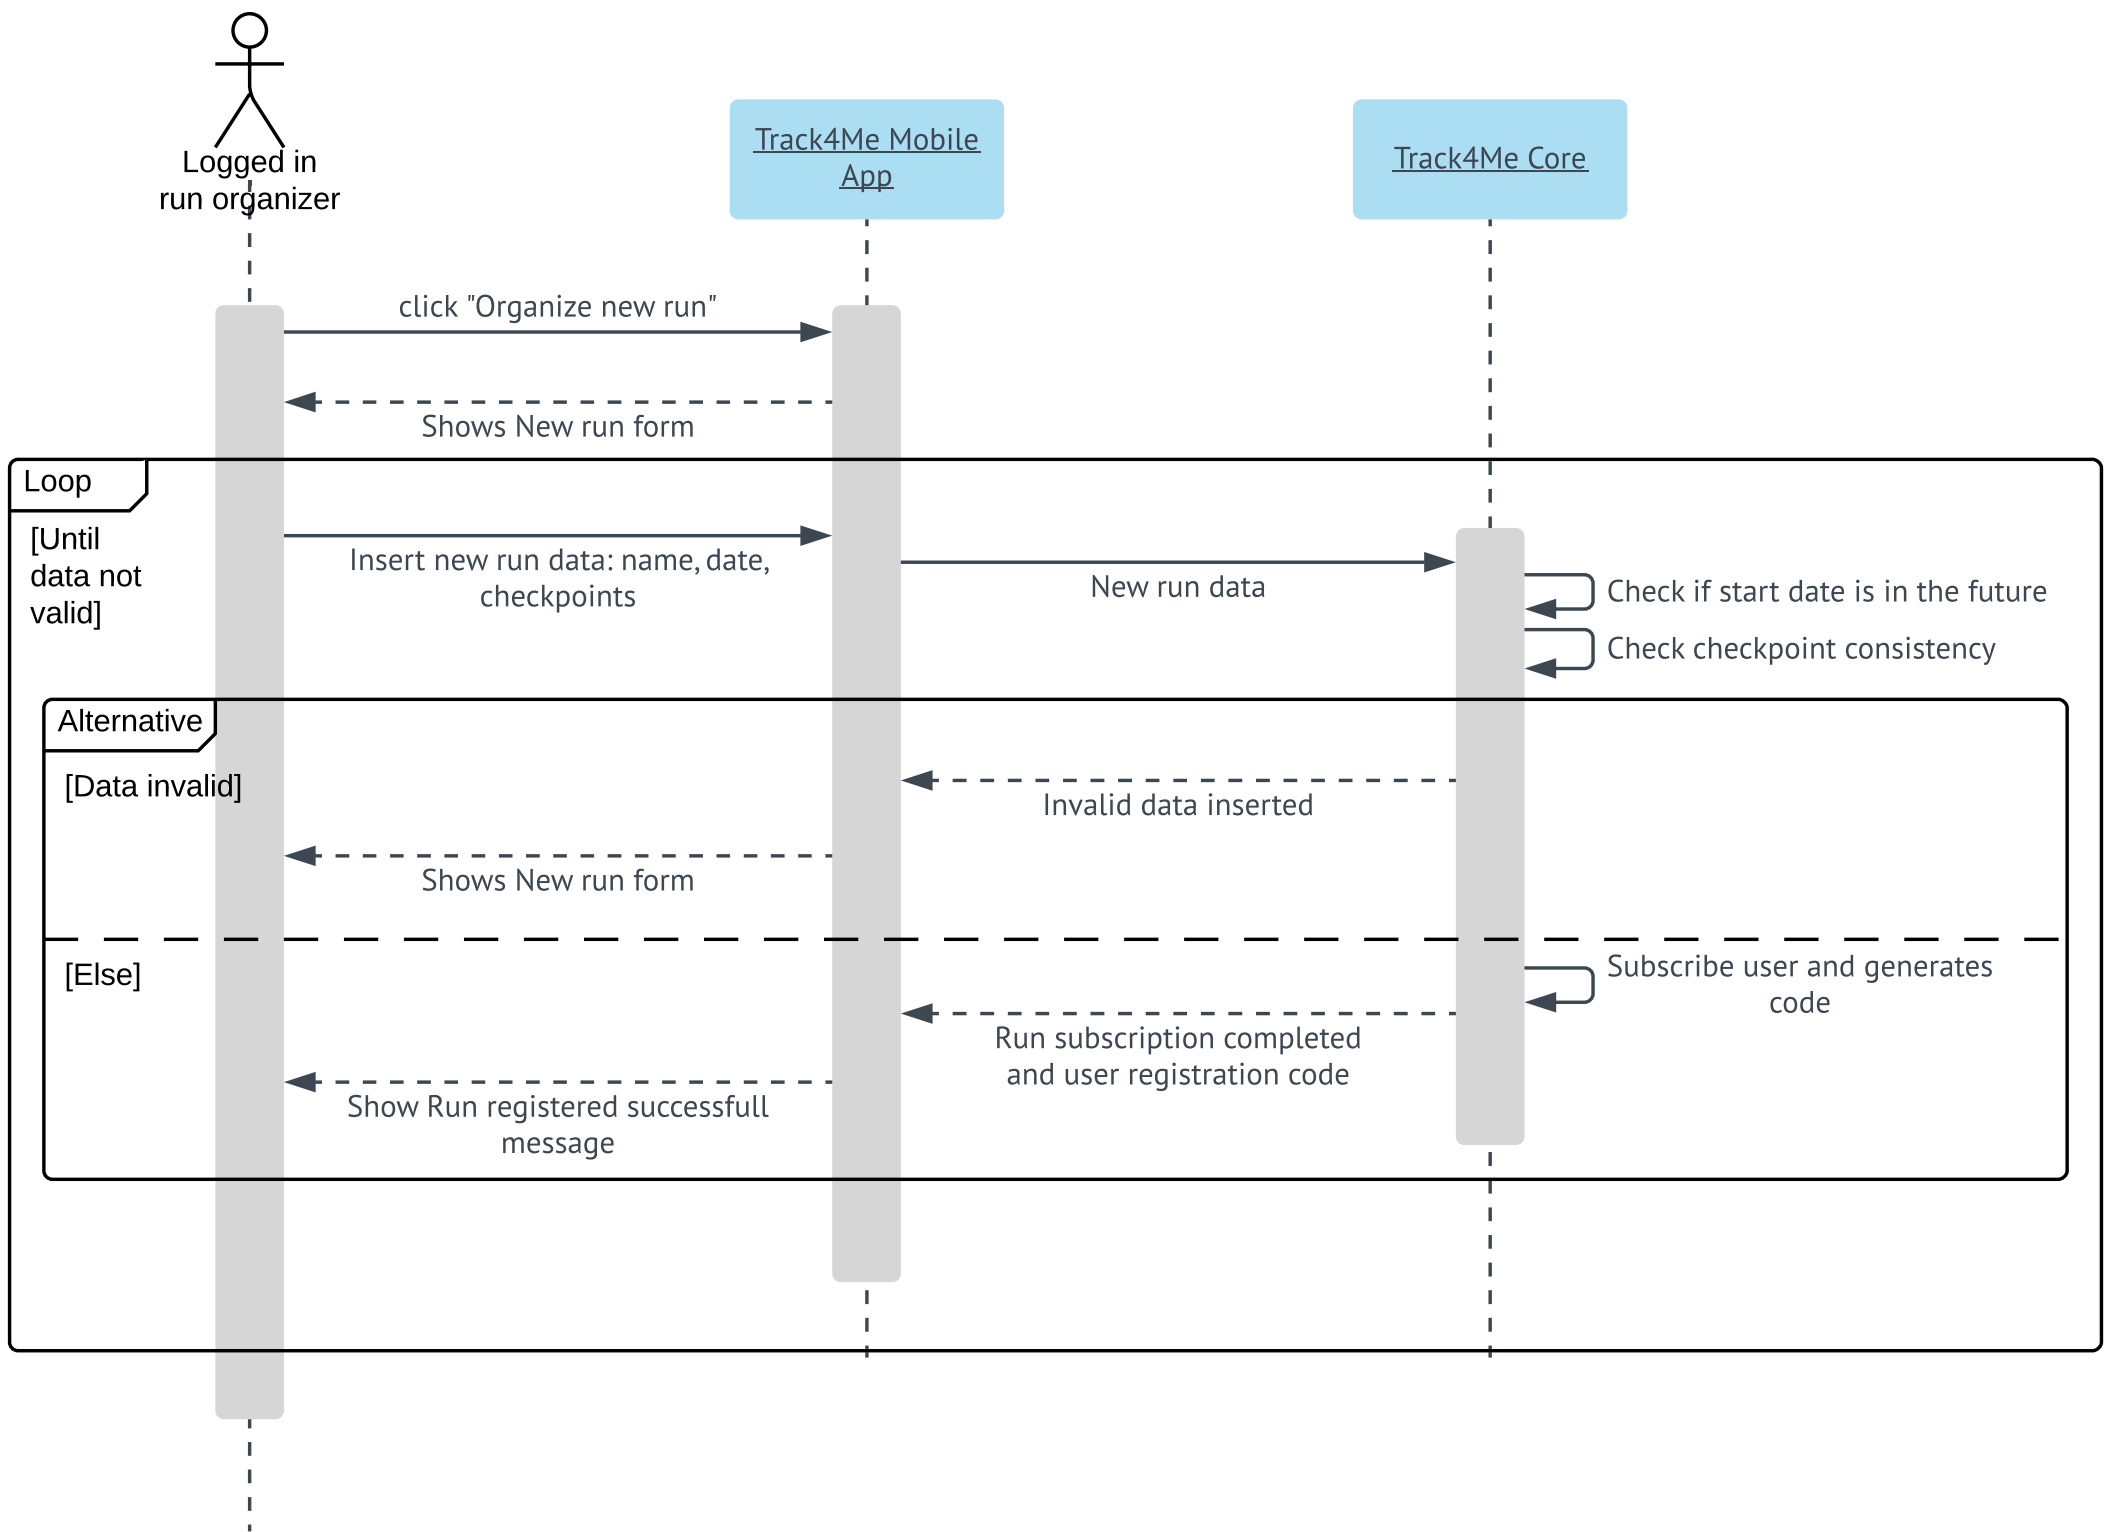 Logged in
run organizer
Track4Me Mobile
App
Track4Me Core
click "Organize new run"
Shows New run form
Loop
[Until
data not
valid]
Insert new run data: name, date,
checkpoints
New run data
Check if start date is in the future
Check checkpoint consistency
Alternative
[Data invalid]
Invalid data inserted
Shows New run form
[Else]
Subscribe user and generates
code
Run subscription completed
and user registration code
Show Run registered successfull
message